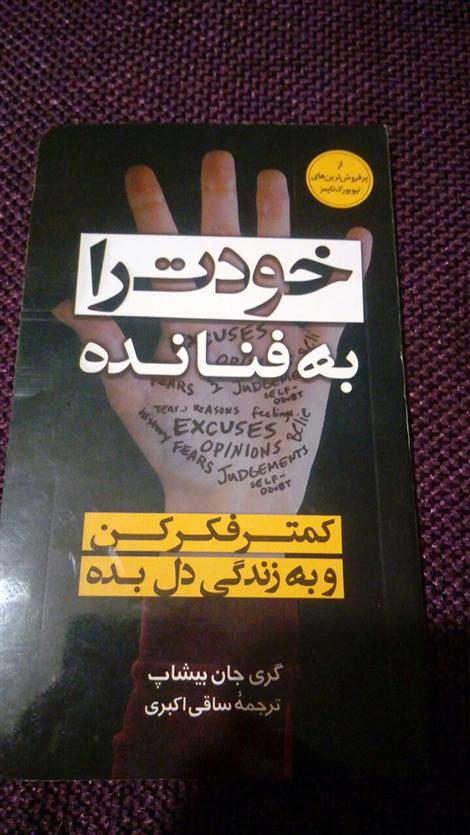 از
پرفروش‌ترین‌های
نیویورک‌تایمز
خودت را
به فنا نده
EXCUSES
JUDGEMENTS
FEARS
SELF-
DOUBT
TEARS REASONS feelings
EXCUSES
OPINIONS
FEARS
JUDGEMENTS
SELF-
DOUBT
کمتر فکر کن
و به زندگی دل بده
گری جان بیشاپ
ترجمهٔ ساقی اکبری